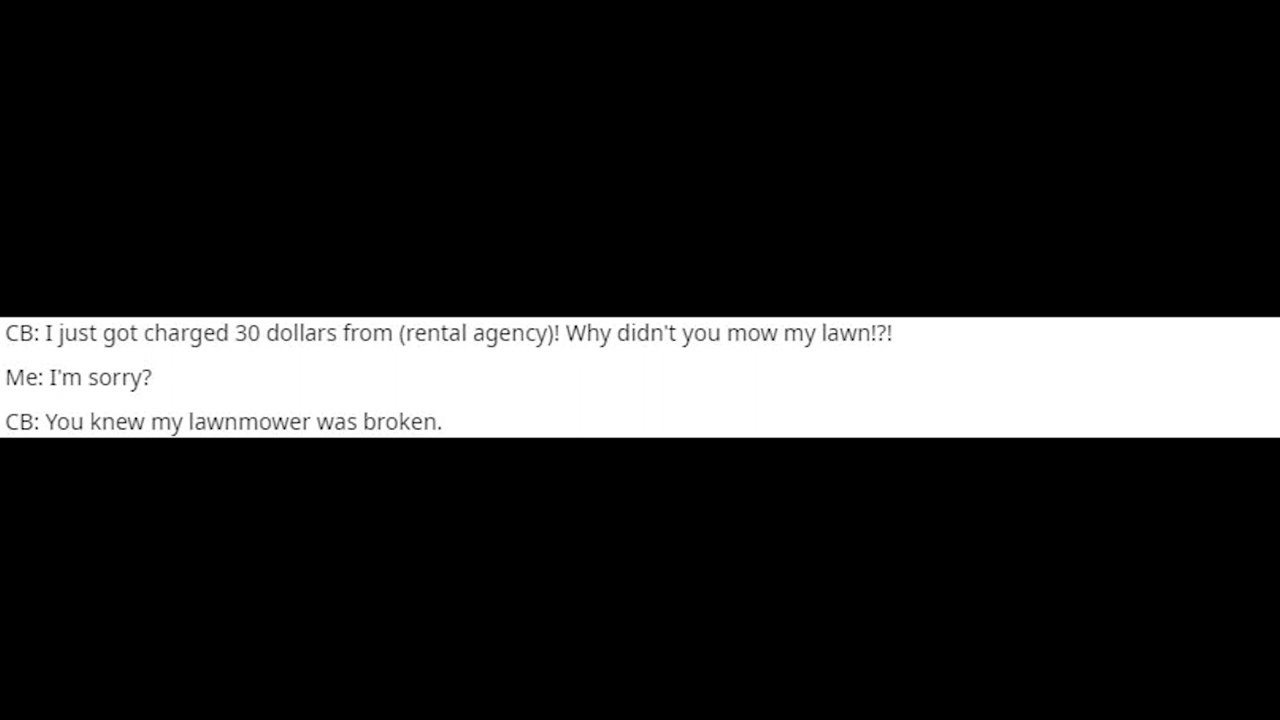 CB: I just got charged 30 dollars from (rental agency)! Why didn't you mow my lawn!?!
Me: I'm sorry?
CB: You knew my lawnmower was broken.